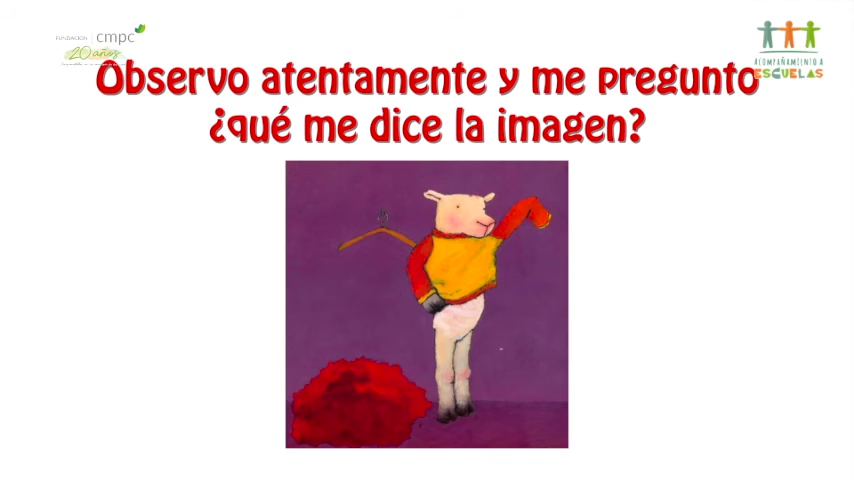 FUNDACIÓN | cmpc
20 años
ACOMPAÑAMIENTO A
ESCUELAS
Observo atentamente y me pregunto
¿qué me dice la imagen?